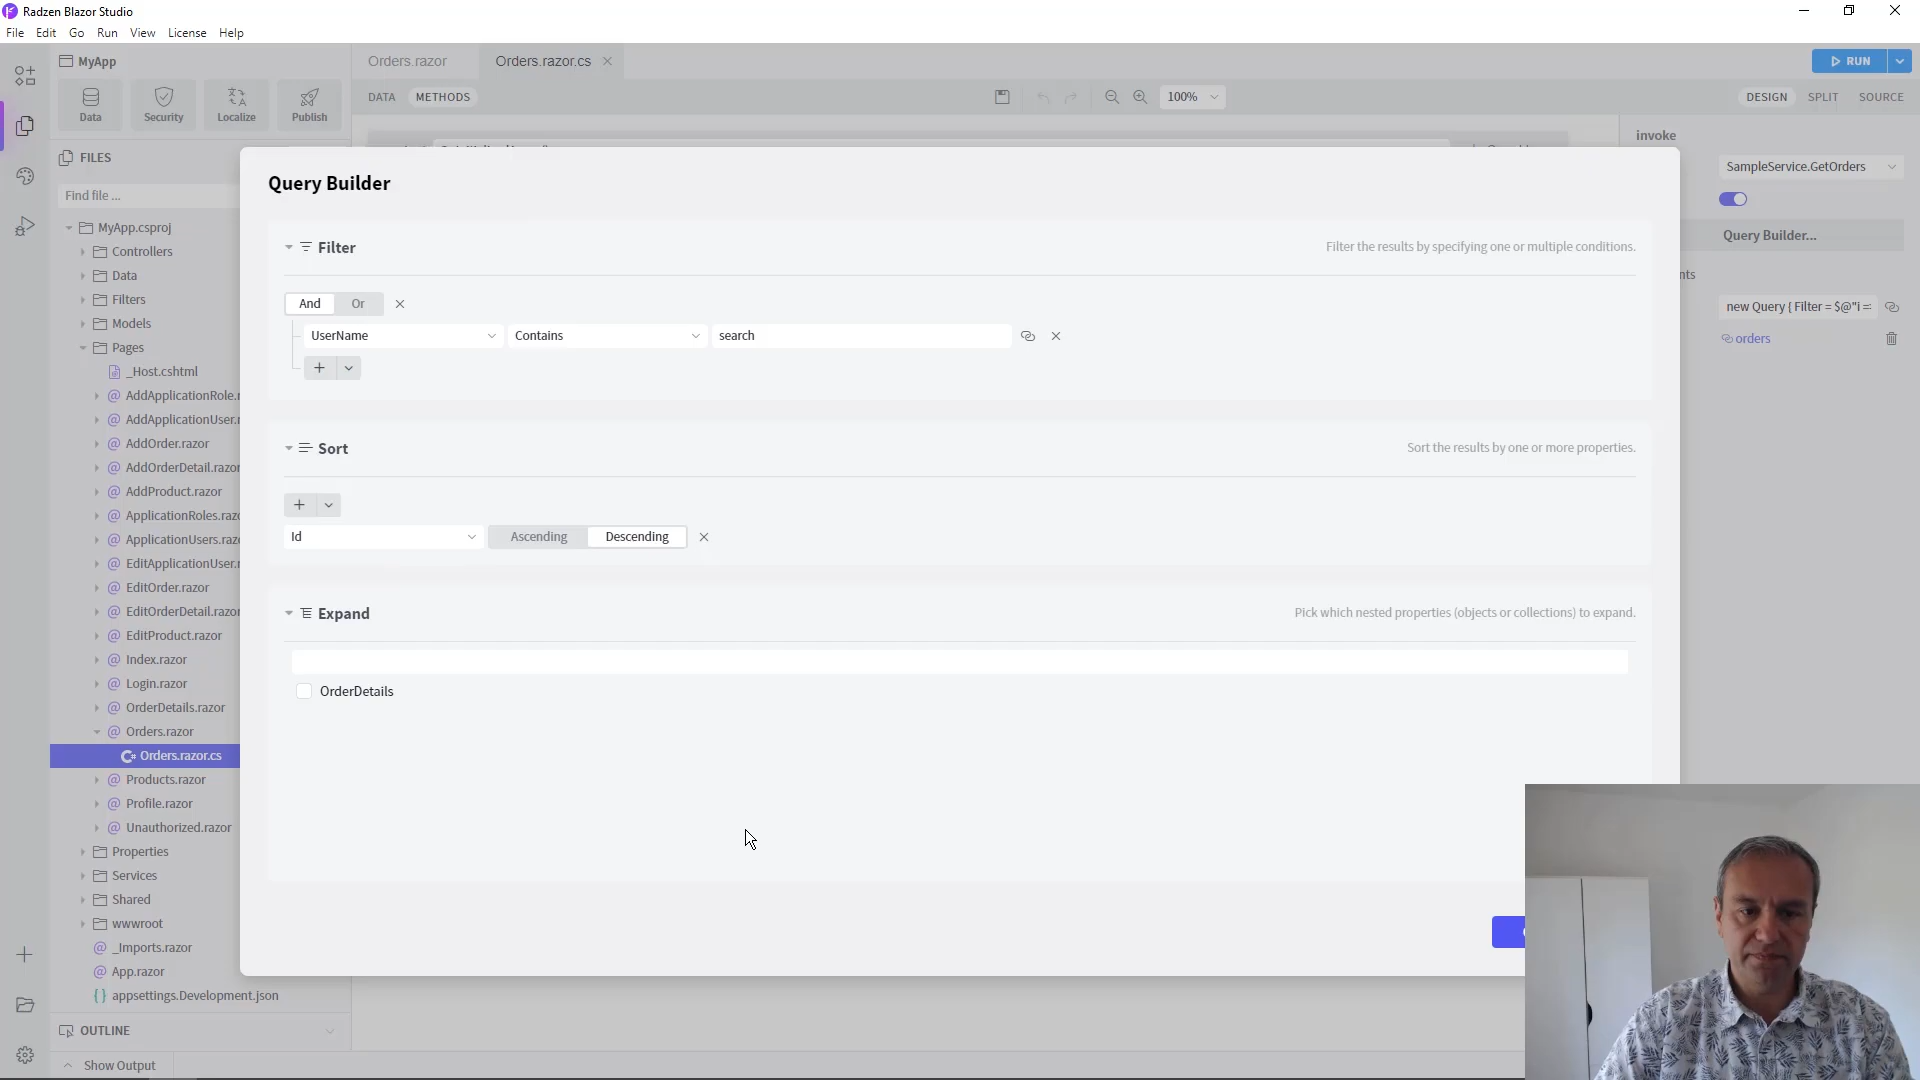 Radzen Blazor Studio
File Edit Go Run View License Help
MyApp
Orders.razor
Orders.razor.cs
RUN
Data
Security
Localize
Publish
DATA
METHODS
100%
DESIGN
SPLIT
SOURCE
FILES
Find file ...
MyApp.csproj
Controllers
Data
Filters
Models
Pages
_Host.cshtml
AddApplicationRole.r
AddApplicationUser.r
AddOrder.razor
AddOrderDetail.razor
AddProduct.razor
ApplicationRoles.razo
ApplicationUsers.raze
EditApplicationUser.r
EditOrder.razor
EditOrderDetail.razor
EditProduct.razor
Index.razor
Login.razor
OrderDetails.razor
Orders.razor
Orders.razor.cs
Products.razor
Profile.razor
Unauthorized.razor
Properties
Services
Shared
wwwroot
_Imports.razor
App.razor
appsettings.Development.json
OUTLINE
Show Output
Query Builder
Filter
Filter the results by specifying one or multiple conditions.
And
Or
UserName
Contains
search
Sort
Sort the results by one or more properties.
Id
Ascending
Descending
Expand
Pick which nested properties (objects or collections) to expand.
OrderDetails
invoke
SampleService.GetOrders
Query Builder...
nts
new Query { Filter = $@"i =
orders